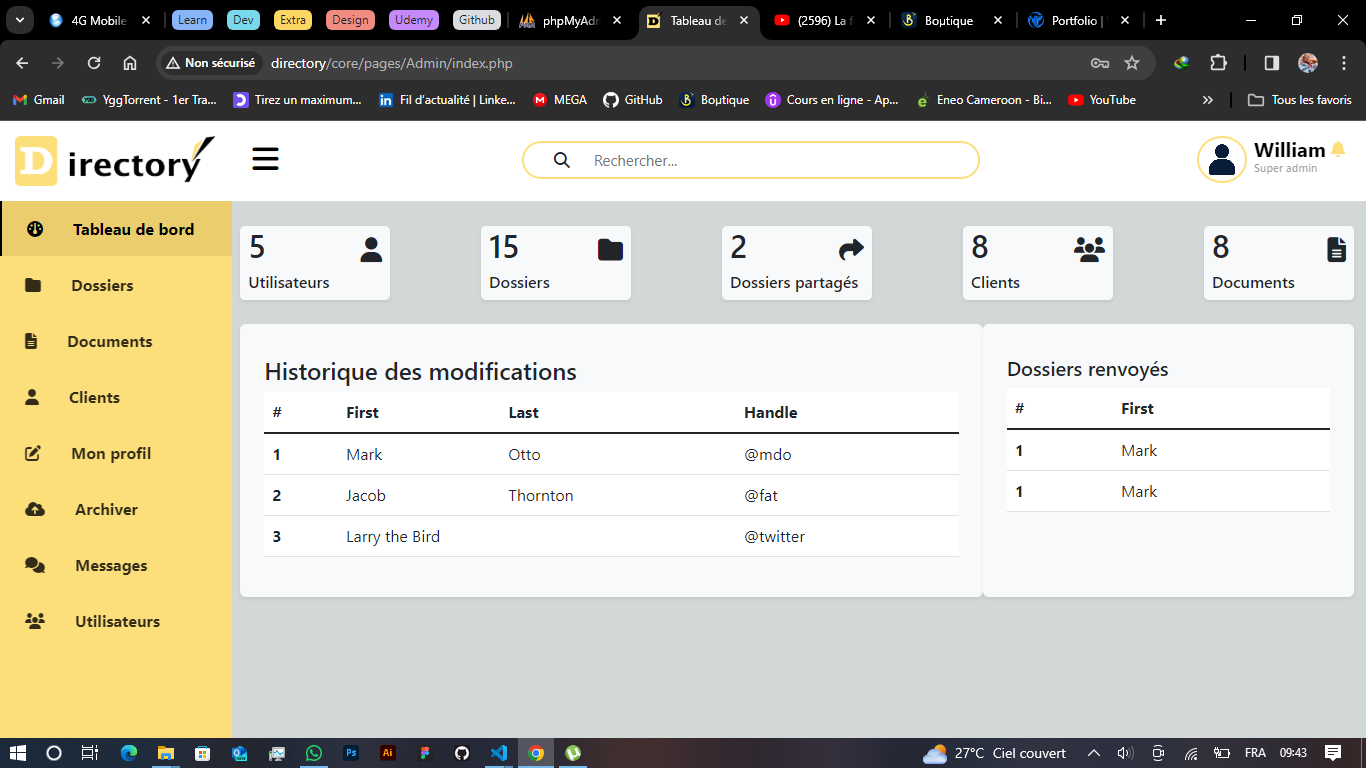 4G Mobile
Learn
Dev
Extra
Design
Udemy
Github
phpMyAdr
Tableau de
(2596) La f
Boutique
Portfolio |
Non sécurisé
directory/core/pages/Admin/index.php
Gmail
YggTorrent - 1er Tra...
Tirez un maximum...
Fil d'actualité | Linke...
MEGA
GitHub
Boutique
Cours en ligne - Ap...
Eneo Cameroon - Bi...
YouTube
Tous les favoris
Directory
Rechercher...
William
Super admin
Tableau de bord
Dossiers
Documents
Clients
Mon profil
Archiver
Messages
Utilisateurs
5
Utilisateurs
15
Dossiers
2
Dossiers partagés
8
Clients
8
Documents
Historique des modifications
# First Last Handle
1 Mark Otto @mdo
2 Jacob Thornton @fat
3 Larry the Bird @twitter
Dossiers renvoyés
# First
1 Mark
1 Mark
27°C Ciel couvert
FRA
09:43